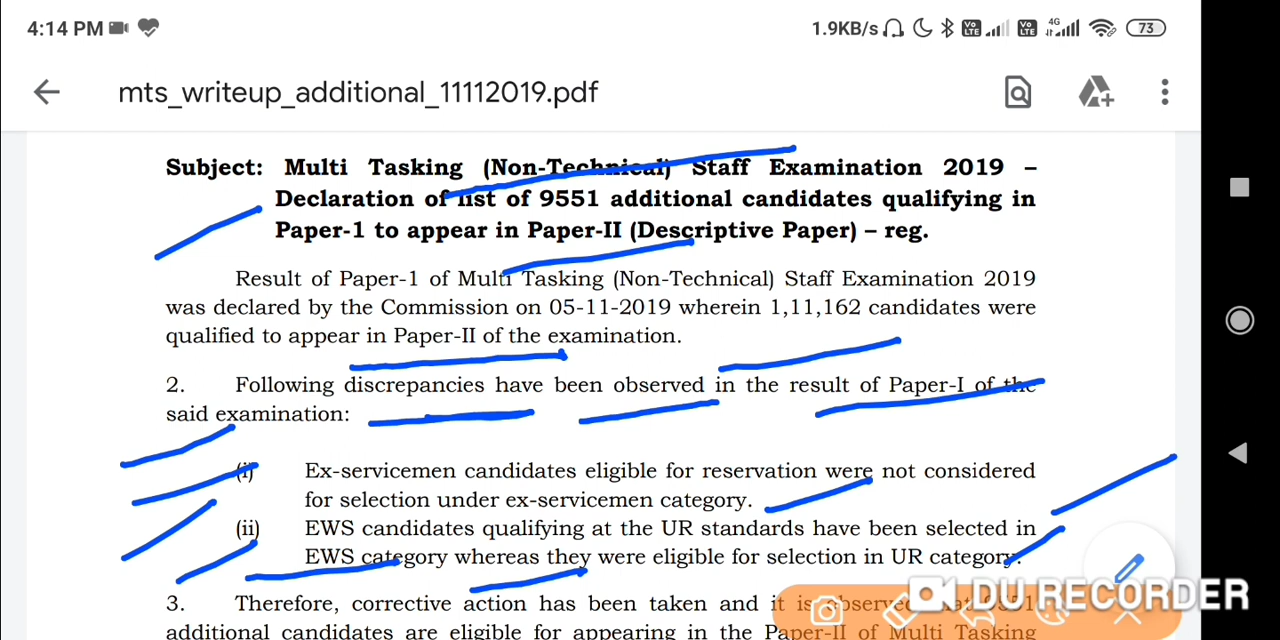 4:14 PM
1.9KB/s
Vo LTE
Vo LTE
4G
73
mts_writeup_additional_11112019.pdf
Subject: Multi Tasking (Non-Technical) Staff Examination 2019 –
Declaration of list of 9551 additional candidates qualifying in
Paper-1 to appear in Paper-II (Descriptive Paper) – reg.
Result of Paper-1 of Multi Tasking (Non-Technical) Staff Examination 2019
was declared by the Commission on 05-11-2019 wherein 1,11,162 candidates were
qualified to appear in Paper-II of the examination.
2. Following discrepancies have been observed in the result of Paper-I of the
said examination:
(i) Ex-servicemen candidates eligible for reservation were not considered
for selection under ex-servicemen category.
(ii) EWS candidates qualifying at the UR standards have been selected in
EWS category whereas they were eligible for selection in UR category.
3. Therefore, corrective action has been taken and it is observed that 9551
DU RECORDER
additional candidates are eligible for appearing in the Paper-II of Multi Tasking